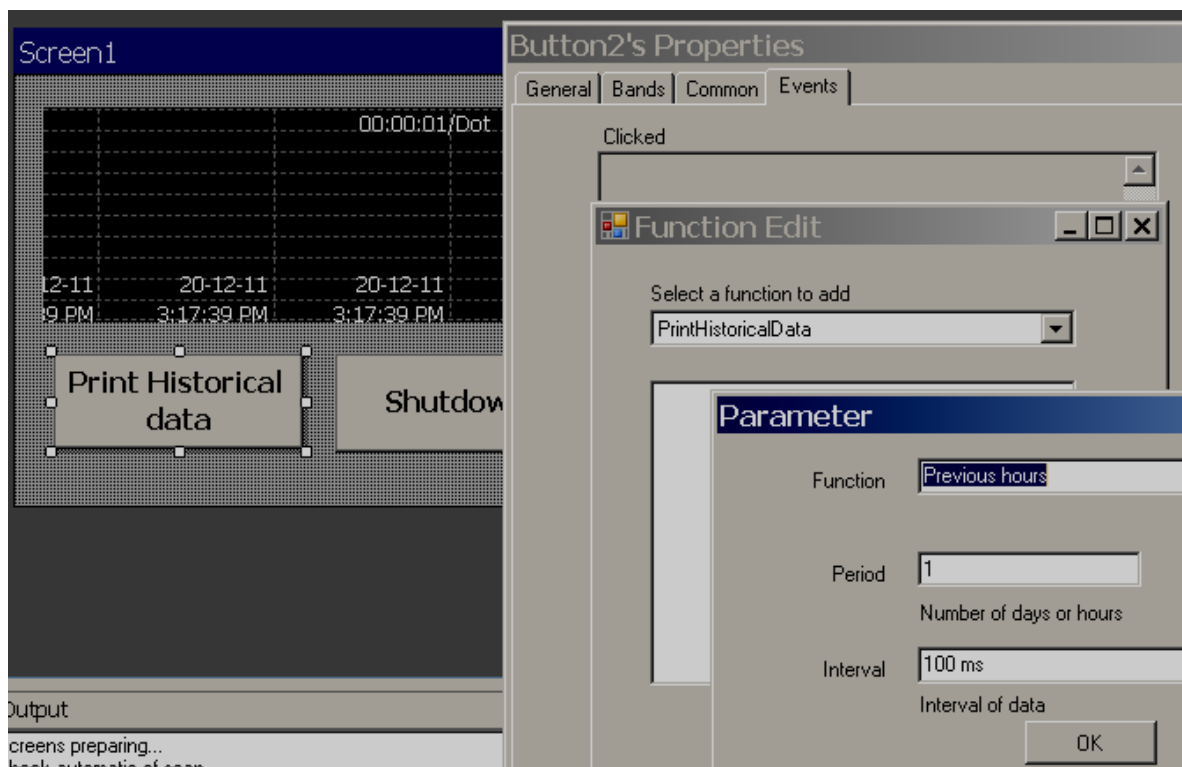 Screen1
00:00:01/Dot
12-11 20-12-11 20-12-11
39 PM 3:17:39 PM 3:17:39 PM
Print Historical
data
Shutdow
Output
creens preparing...
Button2's Properties
General Bands Common Events
Clicked
Function Edit
Select a function to add
PrintHistoricalData
Parameter
Function Previous hours
Period 1
Number of days or hours
Interval 100 ms
Interval of data
OK